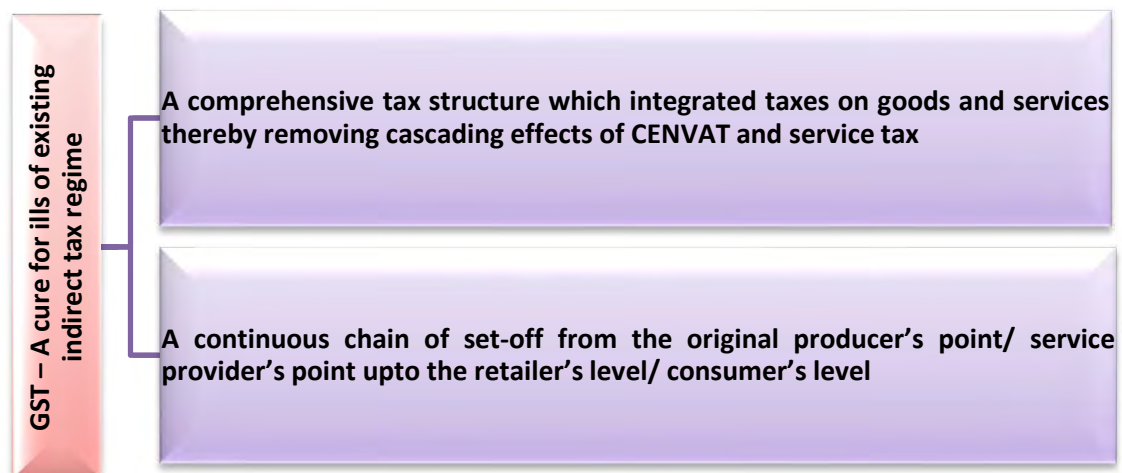 GST – A cure for ills of existing
indirect tax regime
A comprehensive tax structure which integrated taxes on goods and services
thereby removing cascading effects of CENVAT and service tax
A continuous chain of set-off from the original producer’s point/ service
provider’s point upto the retailer’s level/ consumer’s level